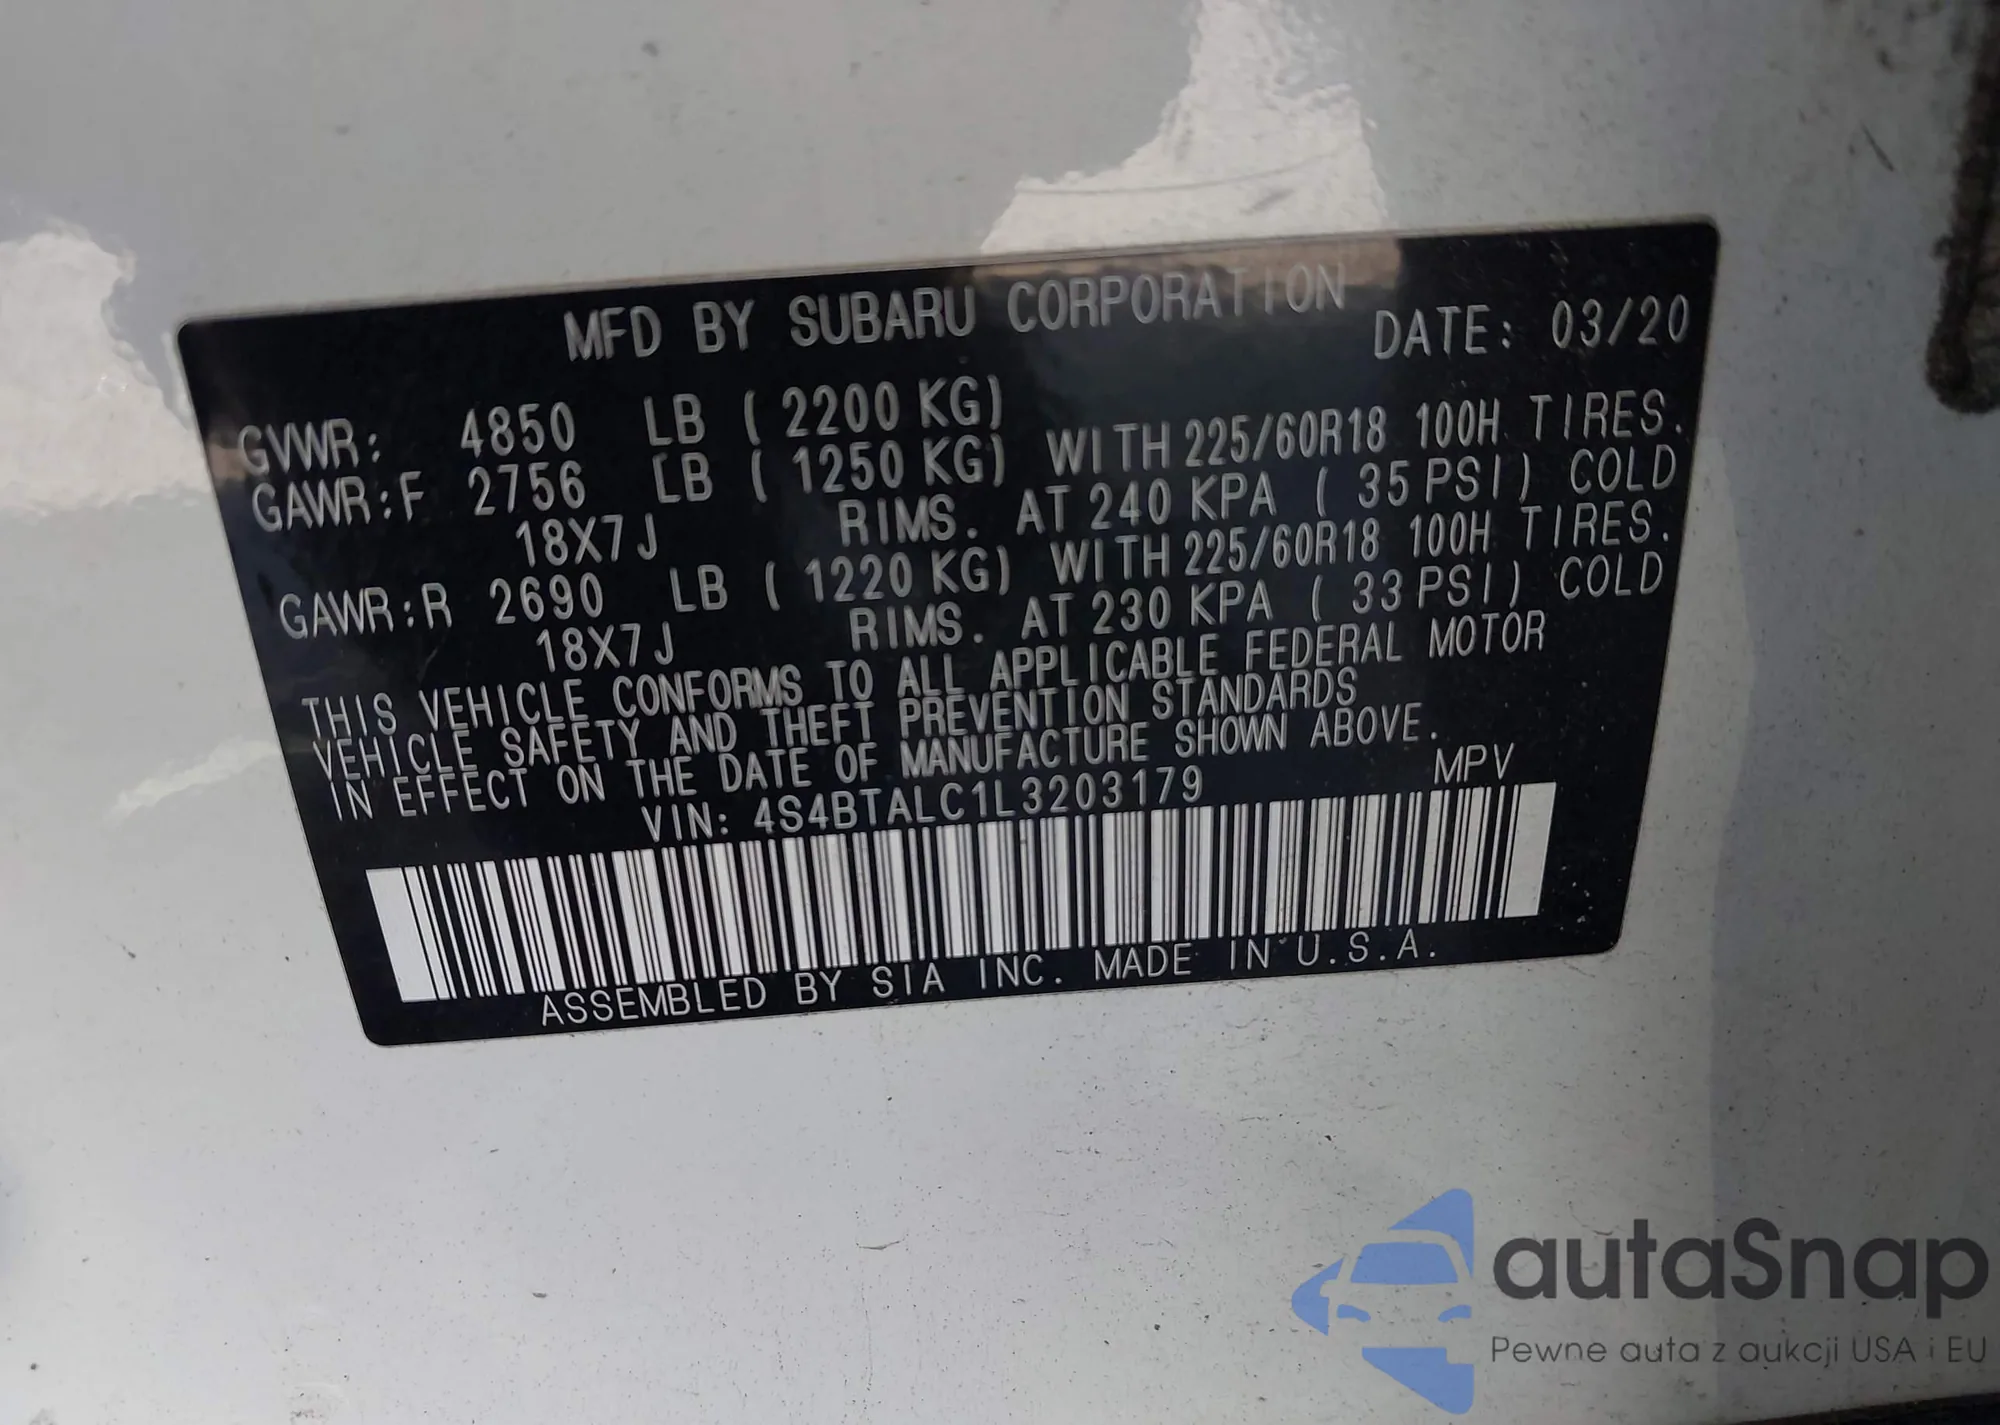 MFD BY SUBARU CORPORATION
DATE: 03/20
GVWR: 4850 LB ( 2200 KG)
GAWR:F 2756 LB ( 1250 KG) WITH 225/60R18 100H TIRES.
18X7J RIMS. AT 240 KPA ( 35 PSI) COLD
GAWR:R 2690 LB ( 1220 KG) WITH 225/60R18 100H TIRES.
18X7J RIMS. AT 230 KPA ( 33 PSI) COLD
THIS VEHICLE CONFORMS TO ALL APPLICABLE FEDERAL MOTOR
VEHICLE SAFETY AND THEFT PREVENTION STANDARDS
IN EFFECT ON THE DATE OF MANUFACTURE SHOWN ABOVE.
VIN: 4S4BTALC1L3203179 MPV
ASSEMBLED BY SIA INC. MADE IN U.S.A.
autaSnap
Pewne auta z aukcji USA i EU